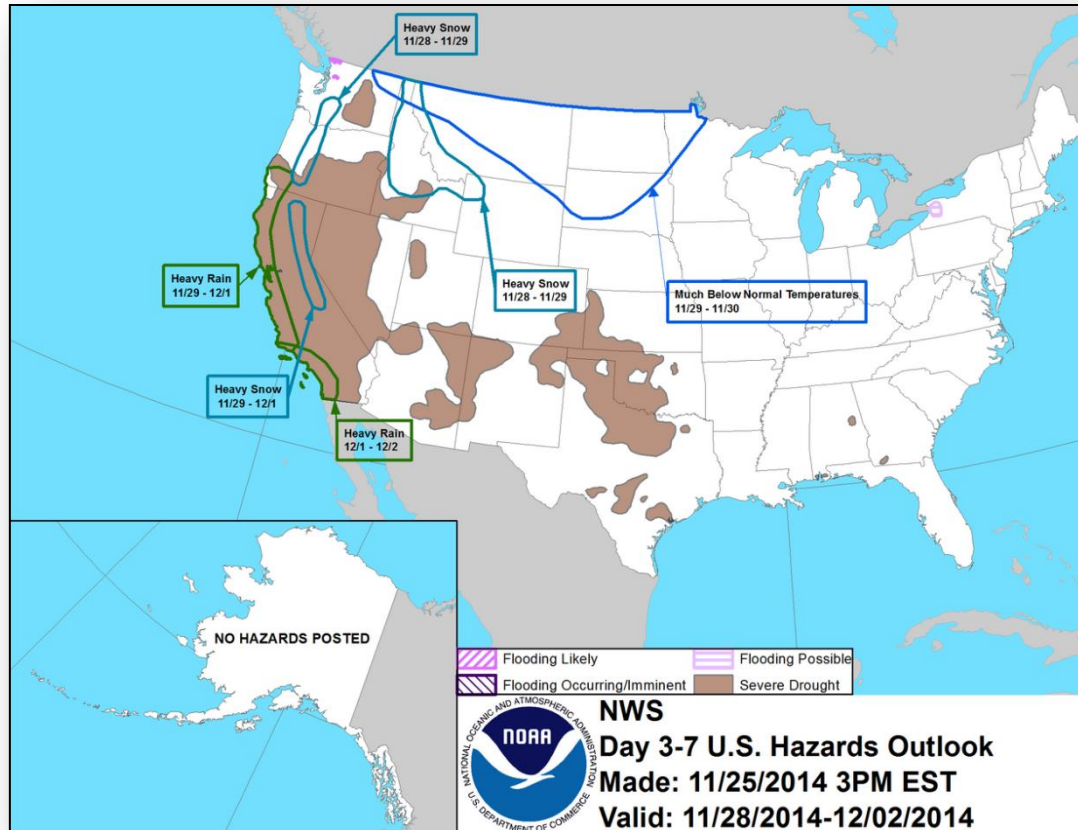 Heavy Snow
11/28 - 11/29
Heavy Rain
11/29 - 12/1
Heavy Snow
11/28 - 11/29
Much Below Normal Temperatures
11/29 - 11/30
Heavy Snow
11/29 - 12/1
Heavy Rain
12/1 - 12/2
NO HAZARDS POSTED
Flooding Likely
Flooding Possible
Flooding Occurring/Imminent
Severe Drought
NATIONAL OCEANIC AND ATMOSPHERIC ADMINISTRATION
NOAA
U.S. DEPARTMENT OF COMMERCE
NWS
Day 3-7 U.S. Hazards Outlook
Made: 11/25/2014 3PM EST
Valid: 11/28/2014-12/02/2014